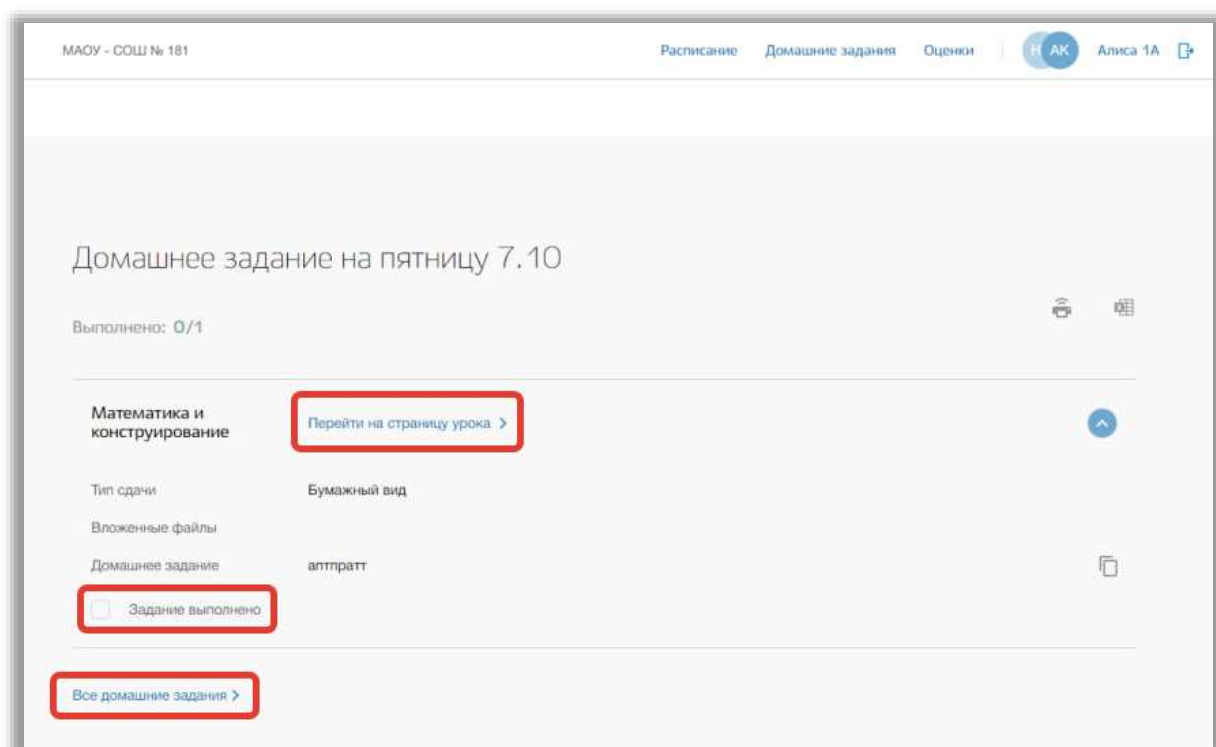 МАОУ - СОШ № 181 Расписание Домашние задания Оценки Н АК Алиса 1А
Домашнее задание на пятницу 7.10
Выполнено: 0/1
Математика и
конструирование
Перейти на страницу урока >
Тип сдачи Бумажный вид
Вложенные файлы
Домашнее задание аптпратт
Задание выполнено
Все домашние задания >